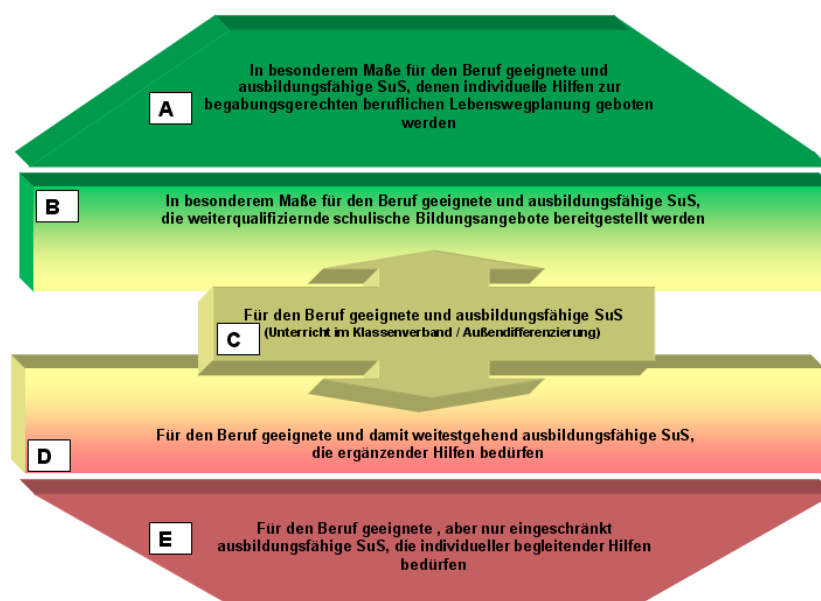 In besonderem Maße für den Beruf geeignete und
ausbildungsfähige SuS, denen individuelle Hilfen zur
begabungsgerechten beruflichen Lebenswegplanung geboten
werden
A
B
In besonderem Maße für den Beruf geeignete und ausbildungsfähige SuS,
die weiterqualifiziernde schulische Bildungsangebote bereitgestellt werden
Für den Beruf geeignete und ausbildungsfähige SuS
(Unterricht im Klassenverband / Außendifferenzierung)
C
Für den Beruf geeignete und damit weitestgehend ausbildungsfähige SuS,
die ergänzender Hilfen bedürfen
D
Für den Beruf geeignete , aber nur eingeschränkt
ausbildungsfähige SuS, die individueller begleitender Hilfen
bedürfen
E